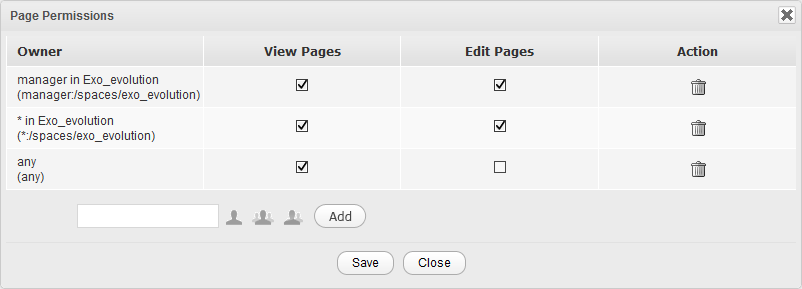 Page Permissions
Owner View Pages Edit Pages Action
manager in Exo_evolution
(manager:/spaces/exo_evolution)
* in Exo_evolution
(*:/spaces/exo_evolution)
any
(any)
Add
Save Close